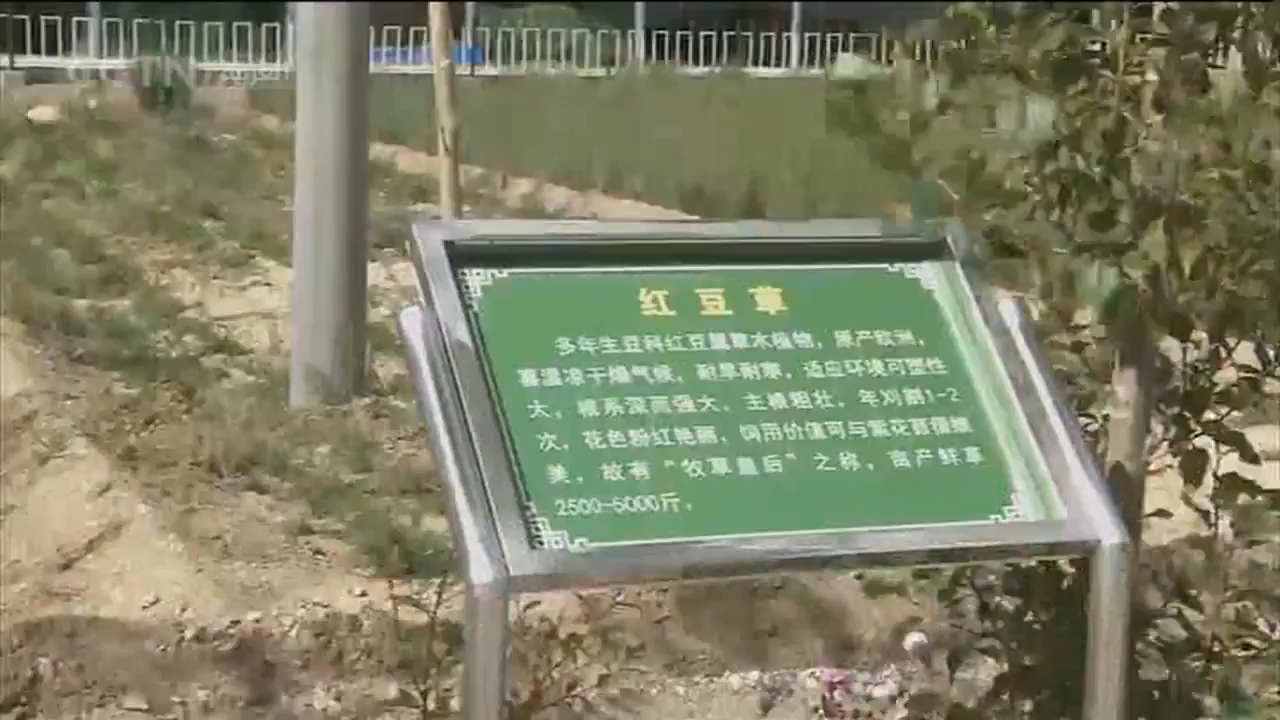 红豆草
多年生豆科红豆属草本植物，原产欧洲，
喜温凉干燥气候，耐旱耐寒，适应环境可塑性
大，根系深而强大，主根粗壮，年刈割1-2
次，花色粉红艳丽，饲用价值可与紫花苜蓿媲
美，故有“牧草皇后”之称，亩产鲜草
2500-5000斤。